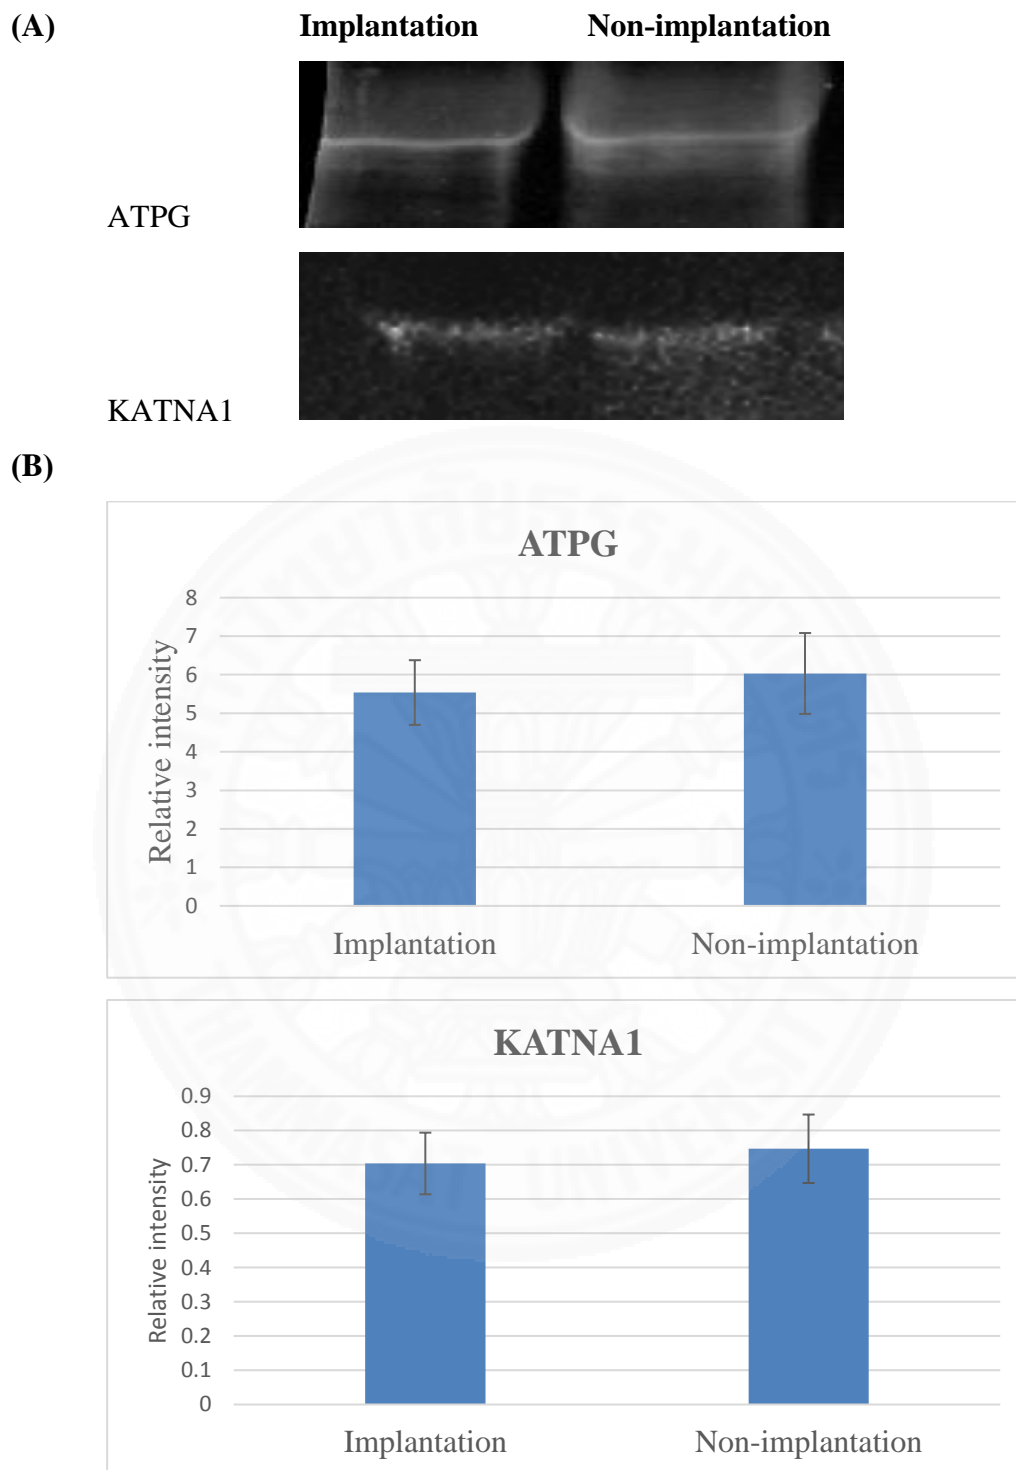 (A) Implantation Non-implantation
ATPG
KATNA1
(B)
ATPG
8
7
6
5
4
3
2
1
0
Relative intensity
Implantation Non-implantation
KATNA1
0.9
0.8
0.7
0.6
0.5
0.4
0.3
0.2
0.1
0
Relative intensity
Implantation Non-implantation
THAMMASAT UNIVERSITY